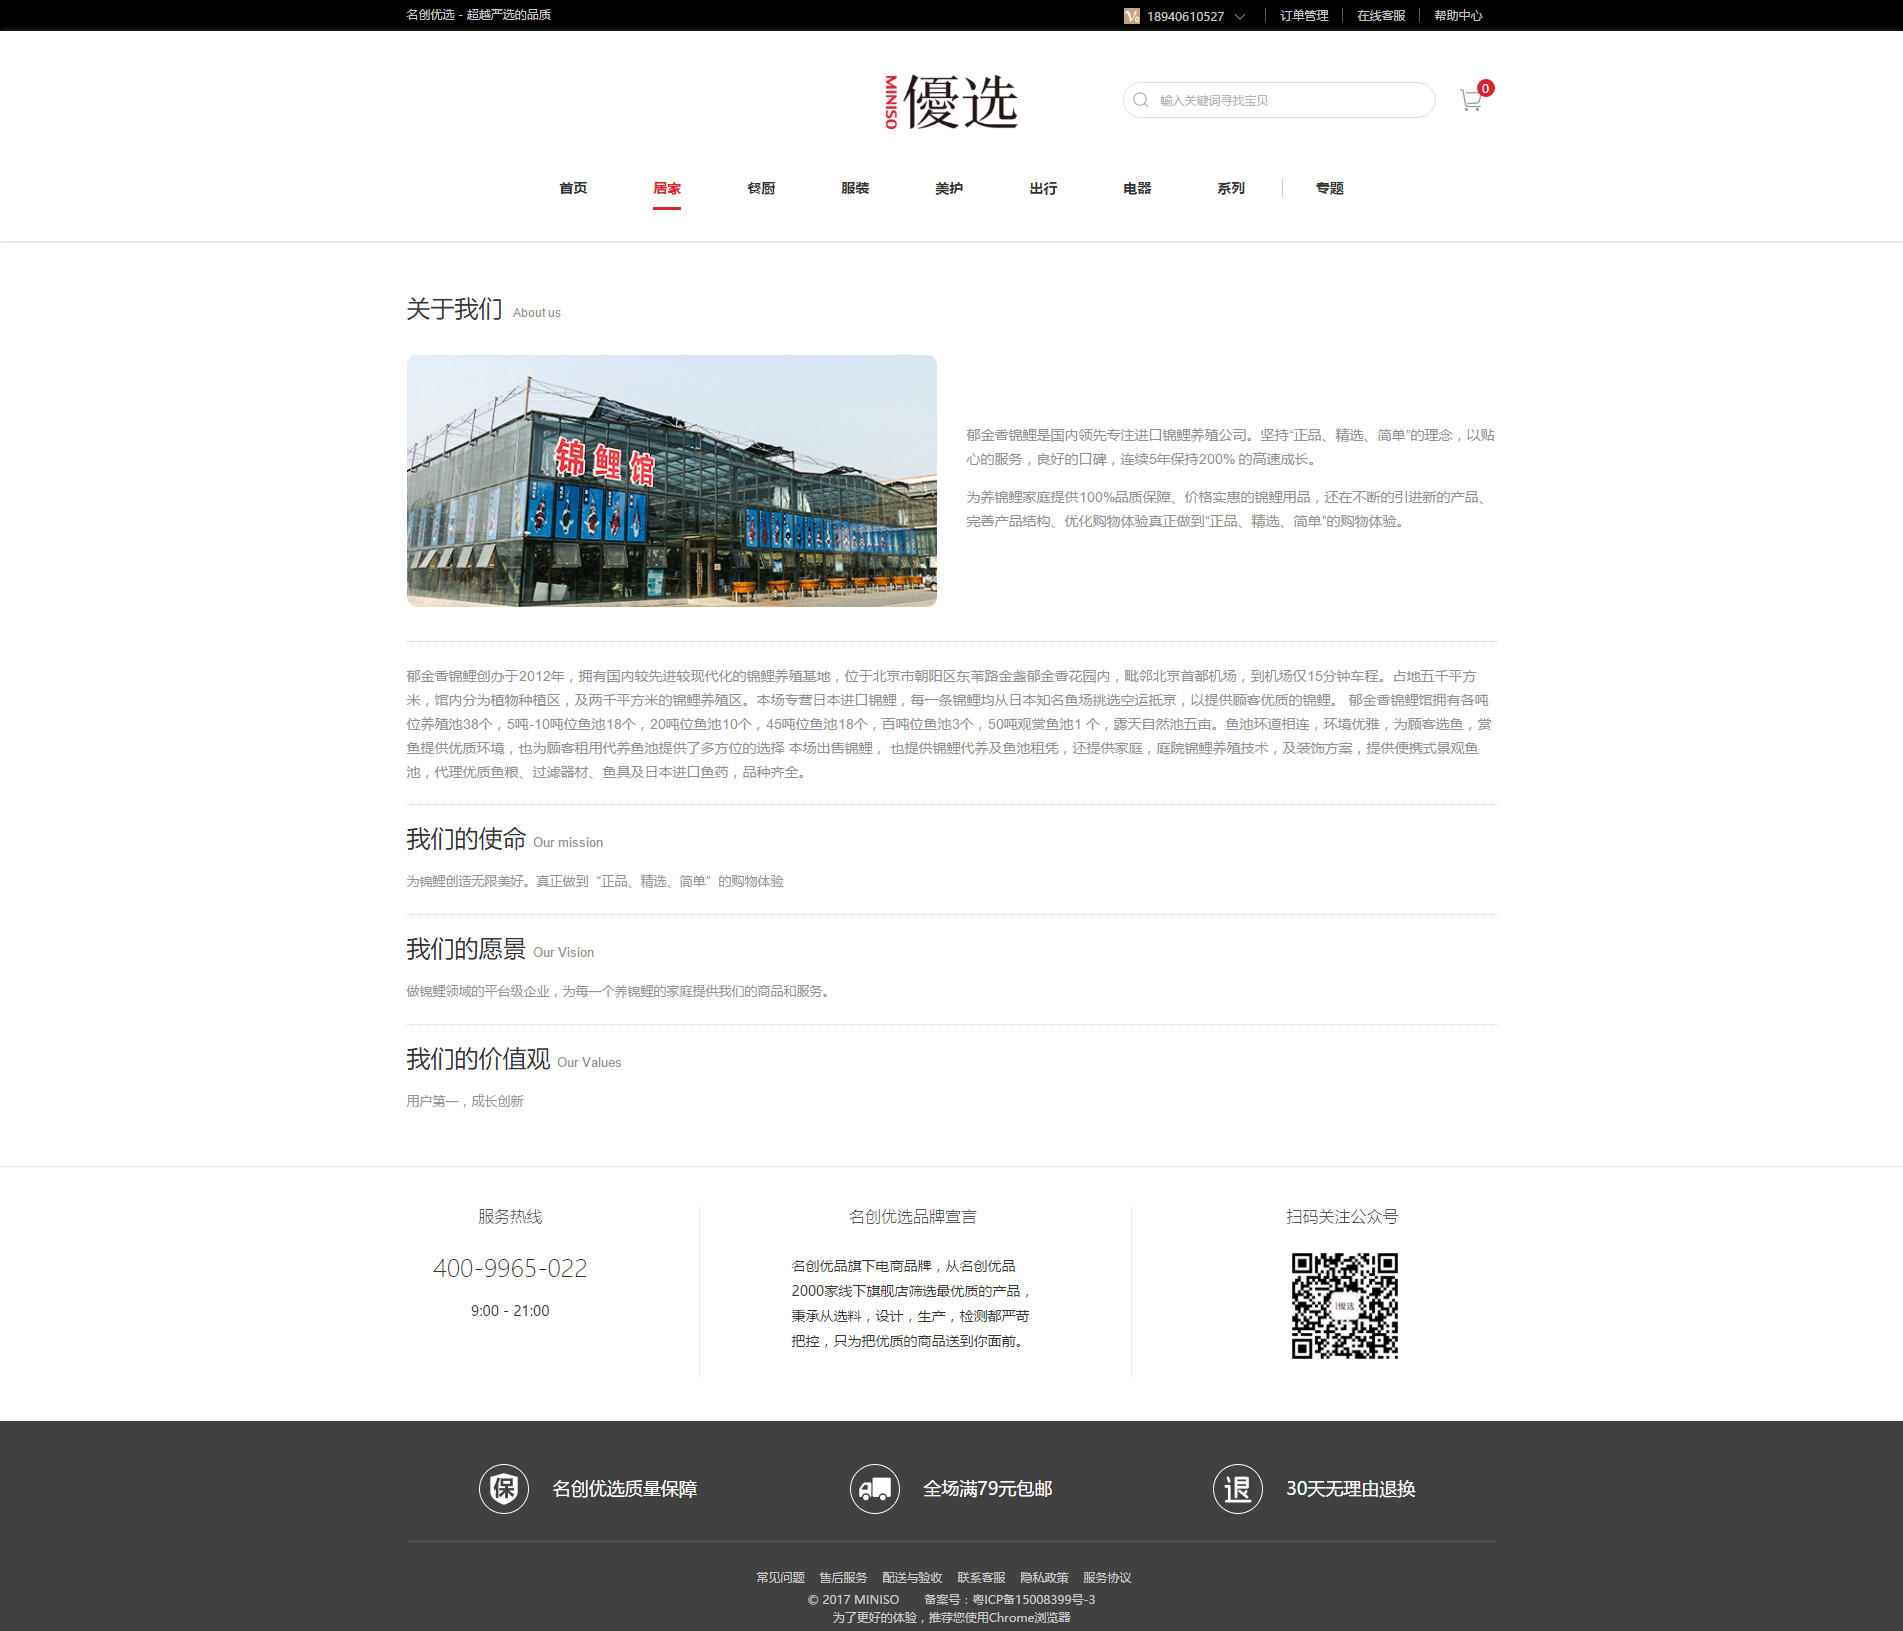 名创优选 - 超越严选的品质
18940610527
订单管理
在线客服
帮助中心
MINISO 優选
输入关键词寻找宝贝
0
首页
居家
餐厨
服装
美护
出行
电器
系列
专题
关于我们 About us
锦鲤馆
郁金香锦鲤是国内领先专注进口锦鲤养殖公司。坚持“正品、精选、简单”的理念，以贴
心的服务，良好的口碑，连续5年保持200% 的高速成长。
为养锦鲤家庭提供100%品质保障、价格实惠的锦鲤用品，还在不断的引进新的产品、
完善产品结构、优化购物体验真正做到“正品、精选、简单”的购物体验。
郁金香锦鲤创办于2012年，拥有国内较先进较现代化的锦鲤养殖基地，位于北京市朝阳区东苇路金盏郁金香花园内，毗邻北京首都机场，到机场仅15分钟车程。占地五千平方
米，馆内分为植物种植区，及两千平方米的锦鲤养殖区。本场专营日本进口锦鲤，每一条锦鲤均从日本知名鱼场挑选空运抵京，以提供顾客优质的锦鲤。 郁金香锦鲤馆拥有各吨
位养殖池38个，5吨-10吨位鱼池18个，20吨位鱼池10个，45吨位鱼池18个，百吨位鱼池3个，50吨观赏鱼池1 个，露天自然池五亩。鱼池环道相连，环境优雅，为顾客选鱼，赏
鱼提供优质环境，也为顾客租用代养鱼池提供了多方位的选择 本场出售锦鲤， 也提供锦鲤代养及鱼池租凭，还提供家庭，庭院锦鲤养殖技术，及装饰方案，提供便携式景观鱼
池，代理优质鱼粮、过滤器材、鱼具及日本进口鱼药，品种齐全。
我们的使命 Our mission
为锦鲤创造无限美好。真正做到“正品、精选、简单”的购物体验
我们的愿景 Our Vision
做锦鲤领域的平台级企业，为每一个养锦鲤的家庭提供我们的商品和服务。
我们的价值观 Our Values
用户第一，成长创新
服务热线
400-9965-022
9:00 - 21:00
名创优选品牌宣言
名创优品旗下电商品牌，从名创优品
2000家线下旗舰店筛选最优质的产品，
秉承从选料，设计，生产，检测都严苛
把控，只为把优质的商品送到你面前。
扫码关注公众号
優选
保 名创优选质量保障
全场满79元包邮
退 30天无理由退换
常见问题 售后服务 配送与验收 联系客服 隐私政策 服务协议
© 2017 MINISO 备案号：粤ICP备15008399号-3
为了更好的体验，推荐您使用Chrome浏览器